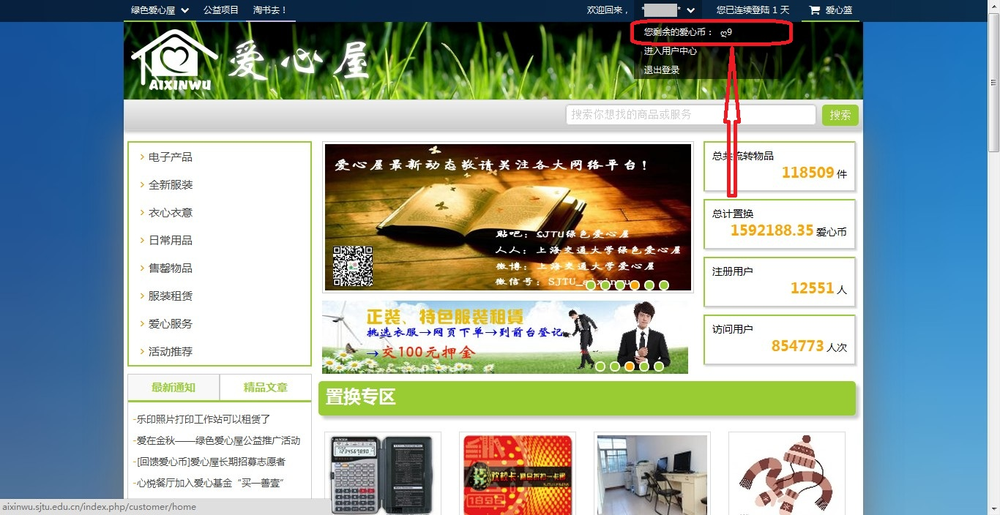 绿色爱心屋 公益项目 淘书去！ 欢迎回来， * * 您已连续登陆 1 天 爱心篮
您剩余的爱心币： ღ9
进入用户中心
退出登录
爱心屋
AIXINWU
搜索你想找的商品或服务 搜索
电子产品
全新服装
衣心衣意
日常用品
售罄物品
服装租赁
爱心服务
活动推荐
爱心屋最新动态敬请关注各大网络平台！
贴吧：SJTU绿色爱心屋
人人：上海交通大学绿色爱心屋
微博：上海交通大学爱心屋
微信号：SJTU_aixinwu
总共流转物品
118509 件
总计置换
1592188.35 爱心币
注册用户
12551 人
访问用户
854773 人次
正装、特色服装租赁
挑选衣服→网页下单→到前台登记
→交100元押金
最新通知 精品文章
-乐印照片打印工作站可以租赁了
-爱在金秋——绿色爱心屋公益推广活动
-[回馈爱心币]爱心屋长期招募志愿者
-心悦餐厅加入爱心基金“买一善壹”
置换专区
AURORA
1234567890
aixinwu.sjtu.edu.cn/index.php/customer/home